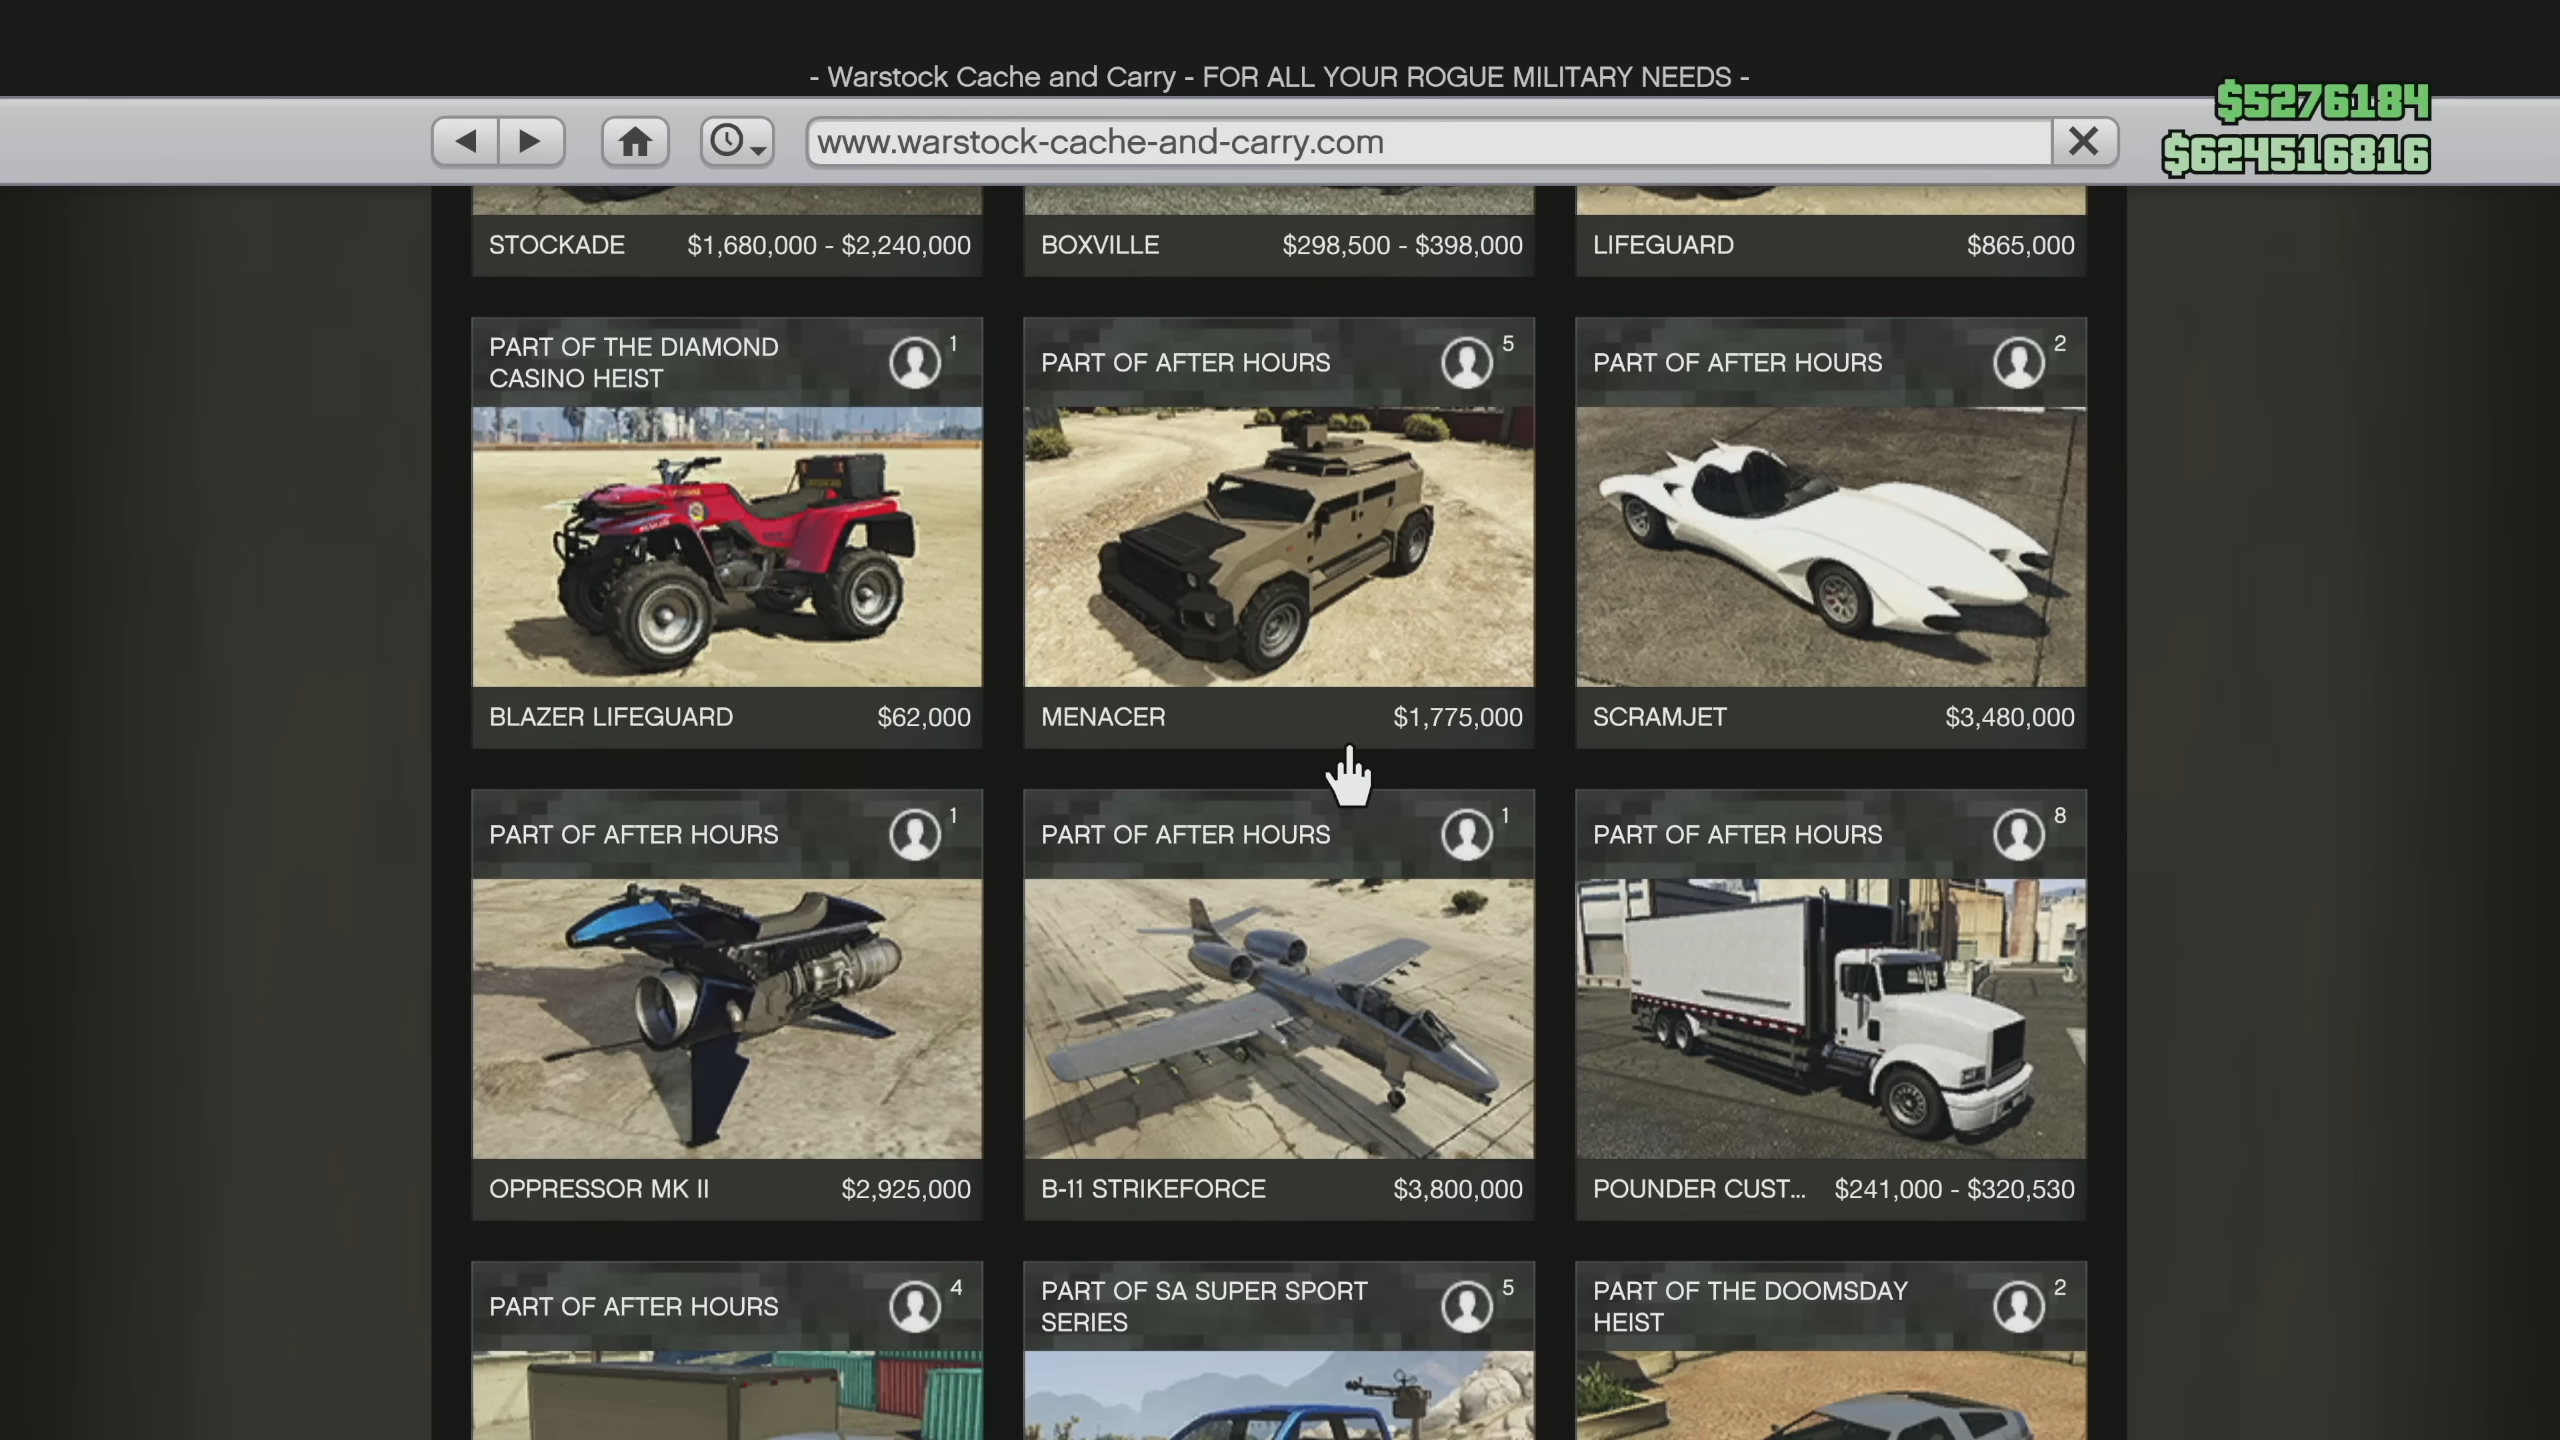 - Warstock Cache and Carry - FOR ALL YOUR ROGUE MILITARY NEEDS -
www.warstock-cache-and-carry.com
$5276184
$624516816
STOCKADE $1,680,000 - $2,240,000
BOXVILLE $298,500 - $398,000
LIFEGUARD $865,000
PART OF THE DIAMOND
CASINO HEIST
1
PART OF AFTER HOURS
5
PART OF AFTER HOURS
2
BLAZER LIFEGUARD $62,000
MENACER $1,775,000
SCRAMJET $3,480,000
PART OF AFTER HOURS
1
PART OF AFTER HOURS
1
PART OF AFTER HOURS
8
OPPRESSOR MK II $2,925,000
B-11 STRIKEFORCE $3,800,000
POUNDER CUST... $241,000 - $320,530
PART OF AFTER HOURS
4
PART OF SA SUPER SPORT
SERIES
5
PART OF THE DOOMSDAY
HEIST
2